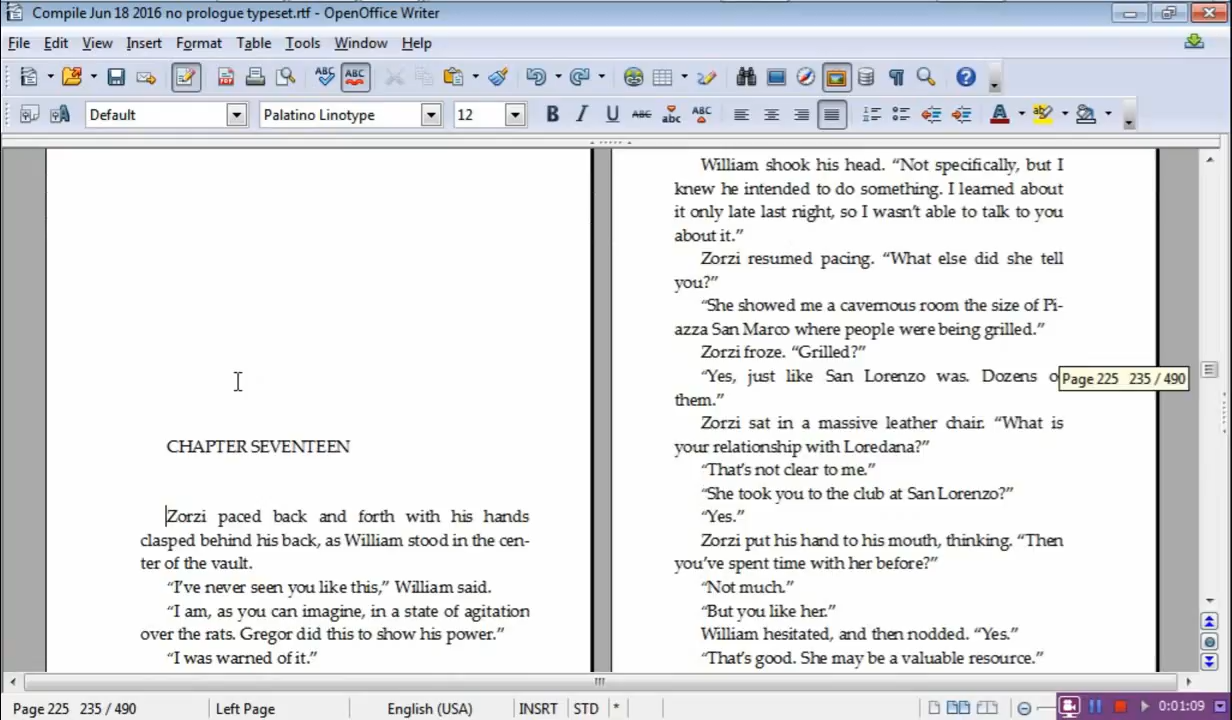 Compile Jun 18 2016 no prologue typeset.rtf - OpenOffice Writer
File Edit View Insert Format Table Tools Window Help
Default Palatino Linotype 12
CHAPTER SEVENTEEN
Zorzi paced back and forth with his hands
clasped behind his back, as William stood in the cen-
ter of the vault.
“I’ve never seen you like this,” William said.
“I am, as you can imagine, in a state of agitation
over the rats. Gregor did this to show his power.”
“I was warned of it.”
William shook his head. “Not specifically, but I
knew he intended to do something. I learned about
it only late last night, so I wasn’t able to talk to you
about it.”
Zorzi resumed pacing. “What else did she tell
you?”
“She showed me a cavernous room the size of Pi-
azza San Marco where people were being grilled.”
Zorzi froze. “Grilled?”
“Yes, just like San Lorenzo was. Dozens o
them.”
Zorzi sat in a massive leather chair. “What is
your relationship with Loredana?”
“That’s not clear to me.”
“She took you to the club at San Lorenzo?”
“Yes.”
Zorzi put his hand to his mouth, thinking. “Then
you’ve spent time with her before?”
“Not much.”
“But you like her.”
William hesitated, and then nodded. “Yes.”
“That’s good. She may be a valuable resource.”
Page 225 235 / 490
Page 225 235 / 490 Left Page English (USA) INSRT STD * 0:01:09